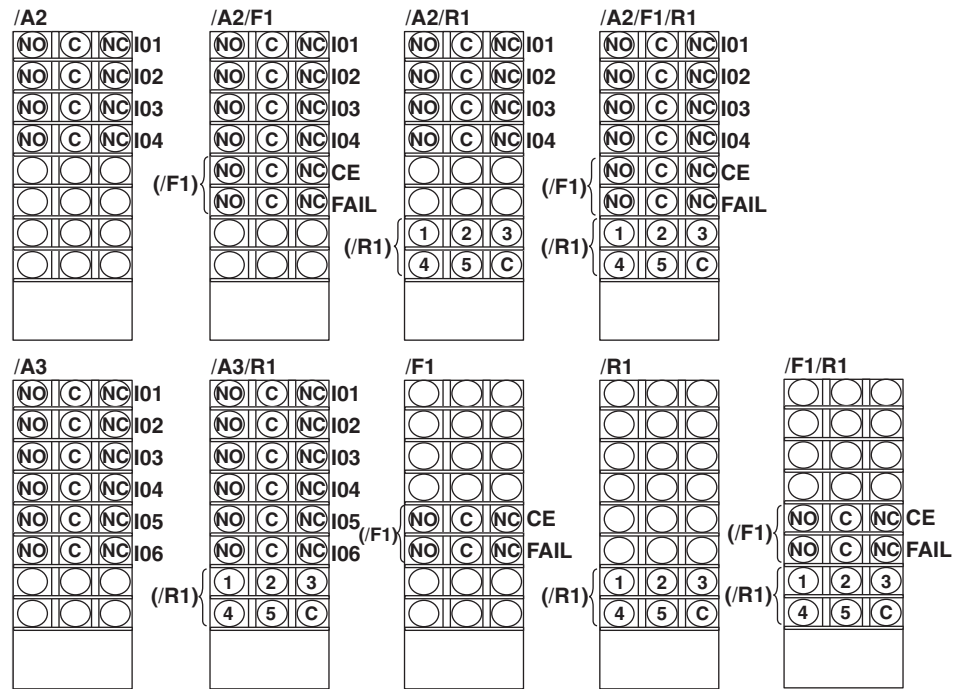 /A2
NO C NC I01
NO C NC I02
NO C NC I03
NO C NC I04
/A2/F1
NO C NC I01
NO C NC I02
NO C NC I03
NO C NC I04
(/F1)
NO C NC CE
NO C NC FAIL
/A2/R1
NO C NC I01
NO C NC I02
NO C NC I03
NO C NC I04
(/R1)
1 2 3
4 5 C
/A2/F1/R1
NO C NC I01
NO C NC I02
NO C NC I03
NO C NC I04
(/F1)
NO C NC CE
NO C NC FAIL
(/R1)
1 2 3
4 5 C
/A3
NO C NC I01
NO C NC I02
NO C NC I03
NO C NC I04
NO C NC I05
NO C NC I06
/A3/R1
NO C NC I01
NO C NC I02
NO C NC I03
NO C NC I04
NO C NC I05
NO C NC I06
(/R1)
1 2 3
4 5 C
/F1
(/F1)
NO C NC CE
NO C NC FAIL
/R1
(/R1)
1 2 3
4 5 C
/F1/R1
(/F1)
NO C NC CE
NO C NC FAIL
(/R1)
1 2 3
4 5 C